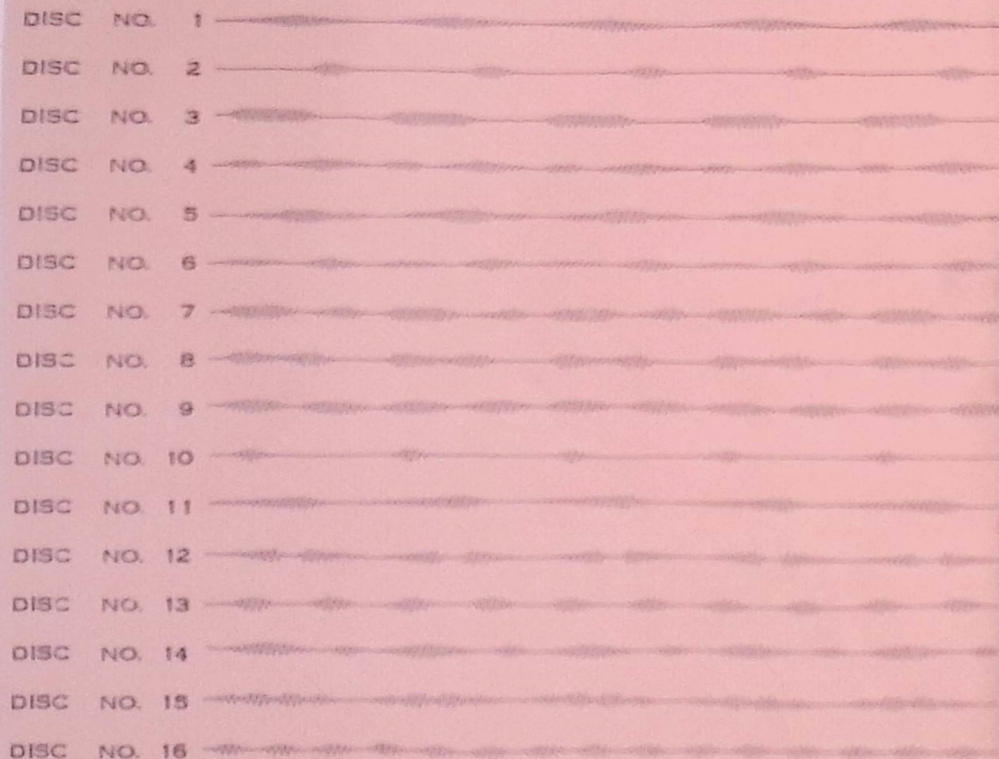 DISC NO. 1
DISC NO. 2
DISC NO. 3
DISC NO. 4
DISC NO. 5
DISC NO. 6
DISC NO. 7
DISC NO. 8
DISC NO. 9
DISC NO. 10
DISC NO. 11
DISC NO. 12
DISC NO. 13
DISC NO. 14
DISC NO. 15
DISC NO. 16